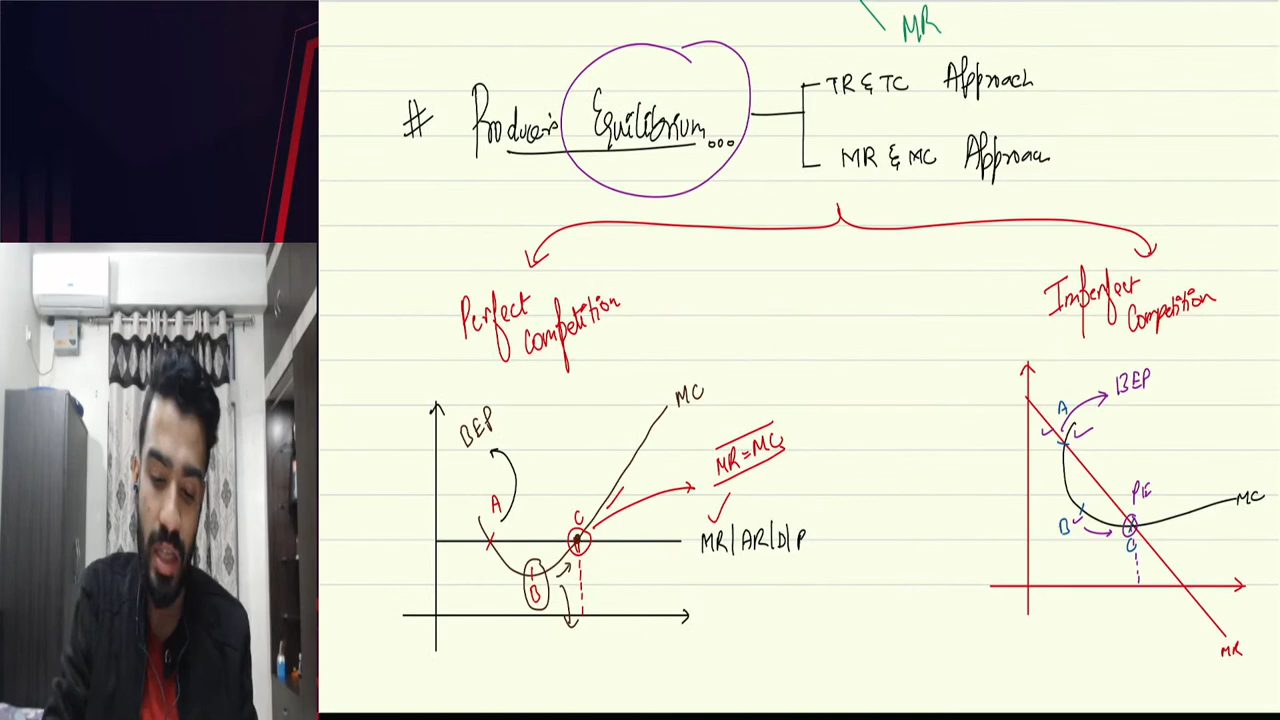 MR
# Producer's Equilibrium...
TR & TC Approach
MR & MC Approach
Perfect Competition
Imperfect Competition
BEP
A
B
C
MC
MR = MC
MR/AR/D/P
BEP
A
B
PE
C
MC
MR